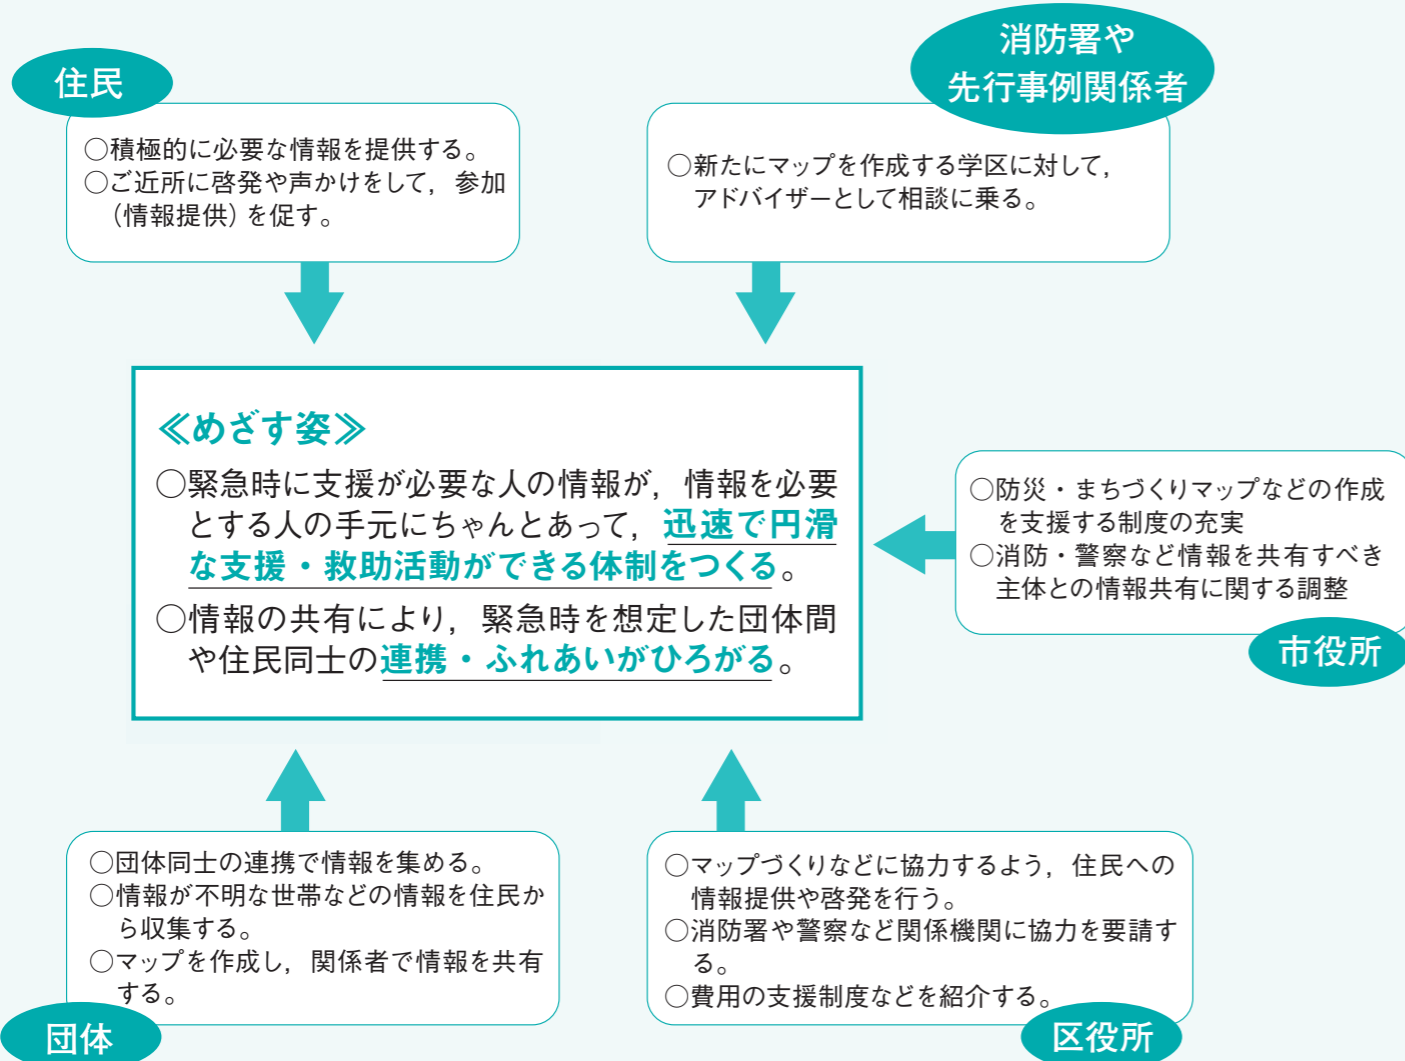 住民
○積極的に必要な情報を提供する。
○ご近所に啓発や声かけをして，参加
（情報提供）を促す。
消防署や
先行事例関係者
○新たにマップを作成する学区に対して，
アドバイザーとして相談に乗る。
≪めざす姿≫
○緊急時に支援が必要な人の情報が，情報を必要
とする人の手元にちゃんとあって，迅速で円滑
な支援・救助活動ができる体制をつくる。
○情報の共有により，緊急時を想定した団体間
や住民同士の連携・ふれあいがひろがる。
○防災・まちづくりマップなどの作成
を支援する制度の充実
○消防・警察など情報を共有すべき
主体との情報共有に関する調整
市役所
○団体同士の連携で情報を集める。
○情報が不明な世帯などの情報を住民か
ら収集する。
○マップを作成し，関係者で情報を共有
する。
団体
○マップづくりなどに協力するよう，住民への
情報提供や啓発を行う。
○消防署や警察など関係機関に協力を要請す
る。
○費用の支援制度などを紹介する。
区役所